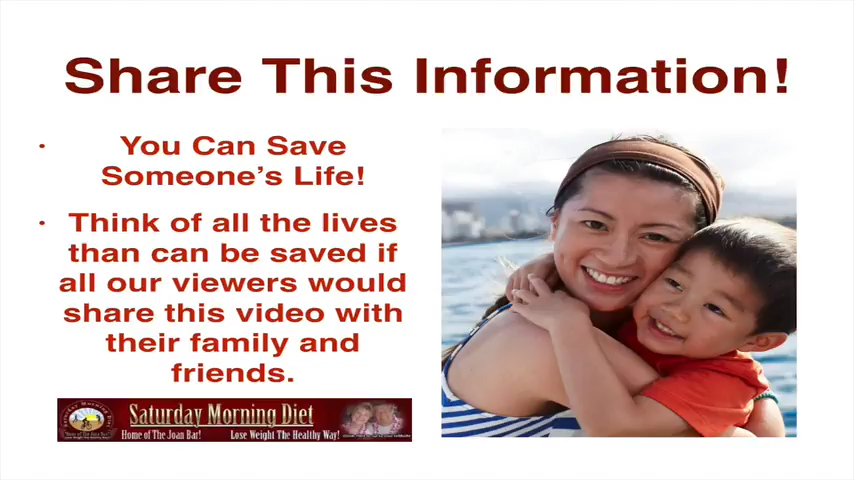 Share This Information!
• You Can Save
Someone's Life!
• Think of all the lives
than can be saved if
all our viewers would
share this video with
their family and
friends.
Saturday Morning Diet
Home of The Joan Bar! Lose Weight The Healthy Way!